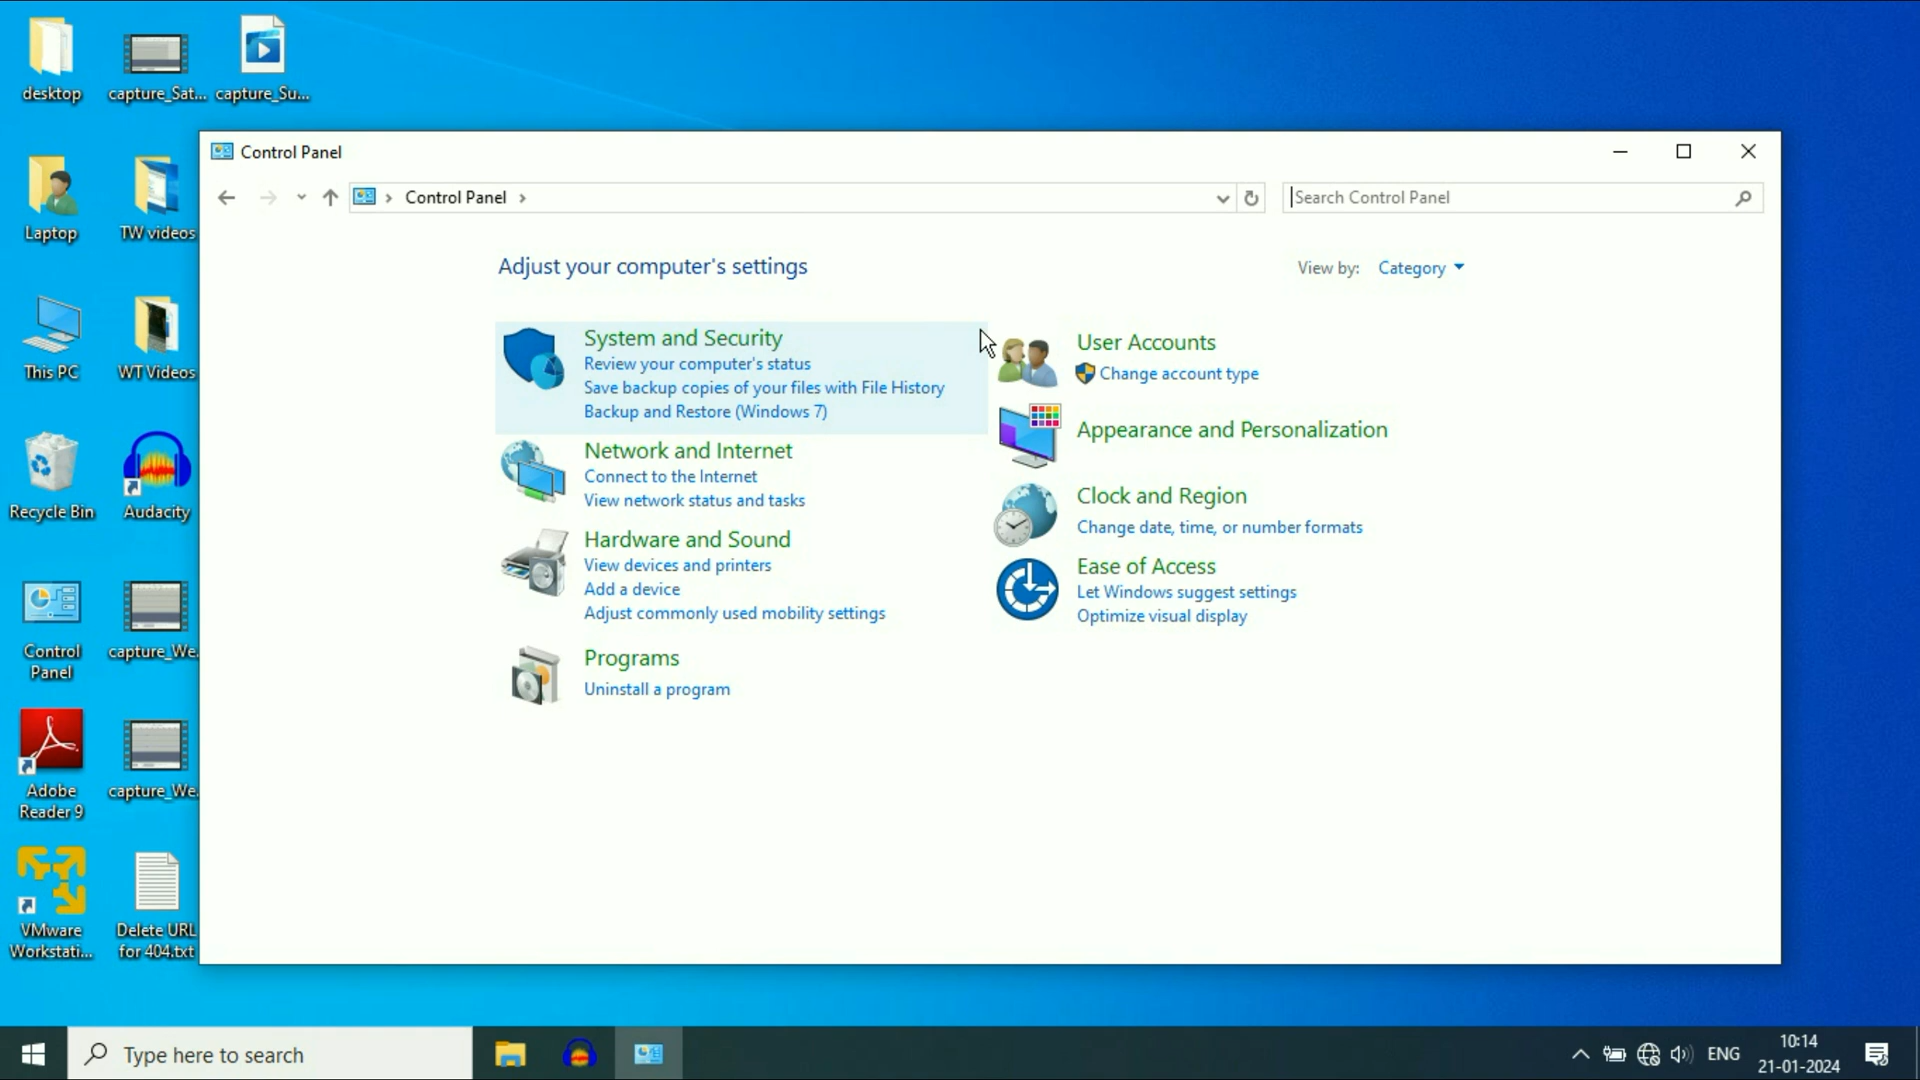 desktop
capture_Sat...
capture_Su...
Laptop
TW videos
This PC
WT Videos
Recycle Bin
Audacity
Control
Panel
capture_We.
Adobe
Reader 9
capture_We.
VMware
Workstati...
Delete URL
for 404.txt
Control Panel
Control Panel
Search Control Panel
Adjust your computer's settings
View by: Category
System and Security
Review your computer's status
Save backup copies of your files with File History
Backup and Restore (Windows 7)
Network and Internet
Connect to the Internet
View network status and tasks
Hardware and Sound
View devices and printers
Add a device
Adjust commonly used mobility settings
Programs
Uninstall a program
User Accounts
Change account type
Appearance and Personalization
Clock and Region
Change date, time, or number formats
Ease of Access
Let Windows suggest settings
Optimize visual display
Type here to search
ENG
10:14
21-01-2024